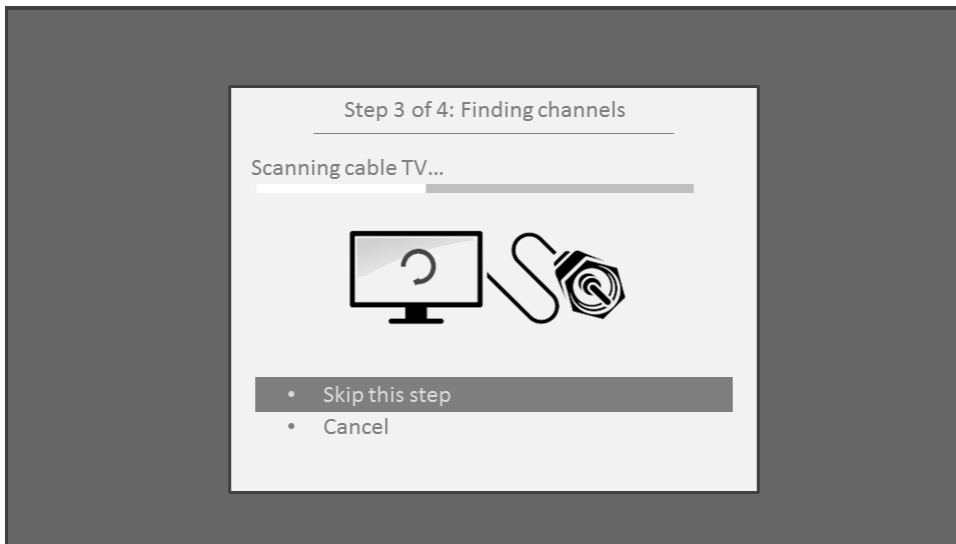 Step 3 of 4: Finding channels
Scanning cable TV...
• Skip this step
• Cancel